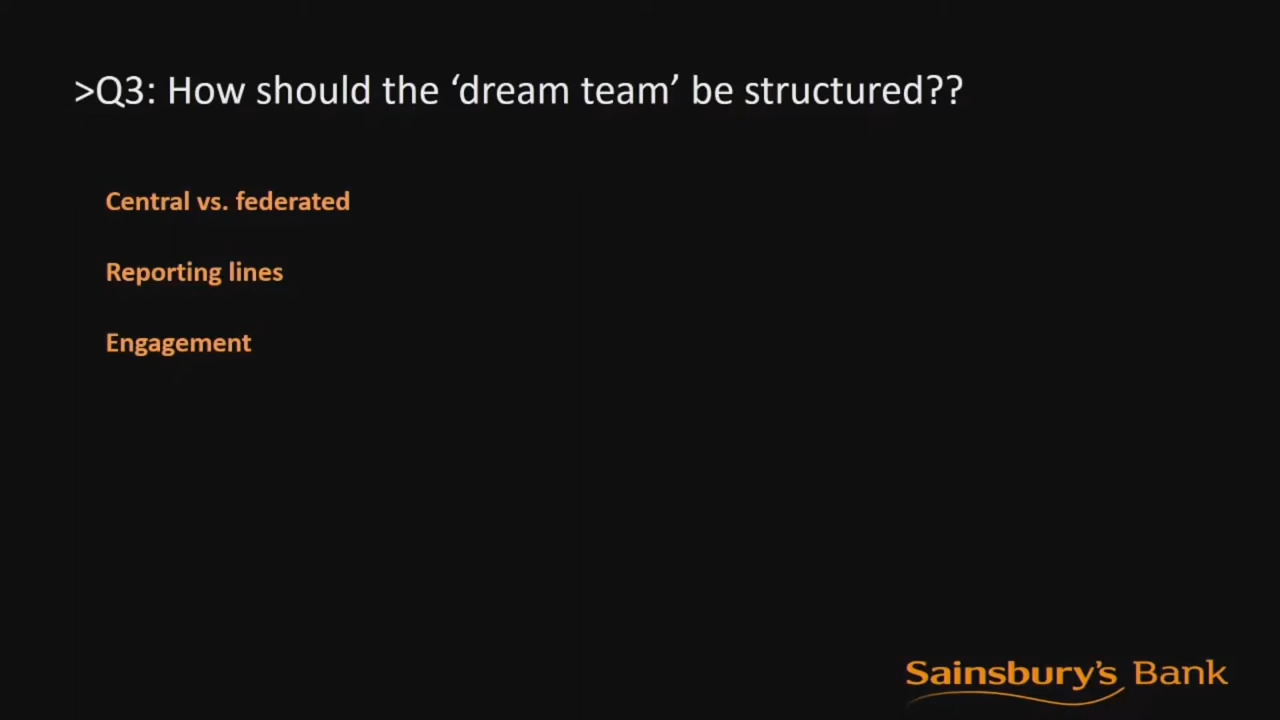 >Q3: How should the ‘dream team’ be structured??
Central vs. federated
Reporting lines
Engagement
Sainsbury's Bank